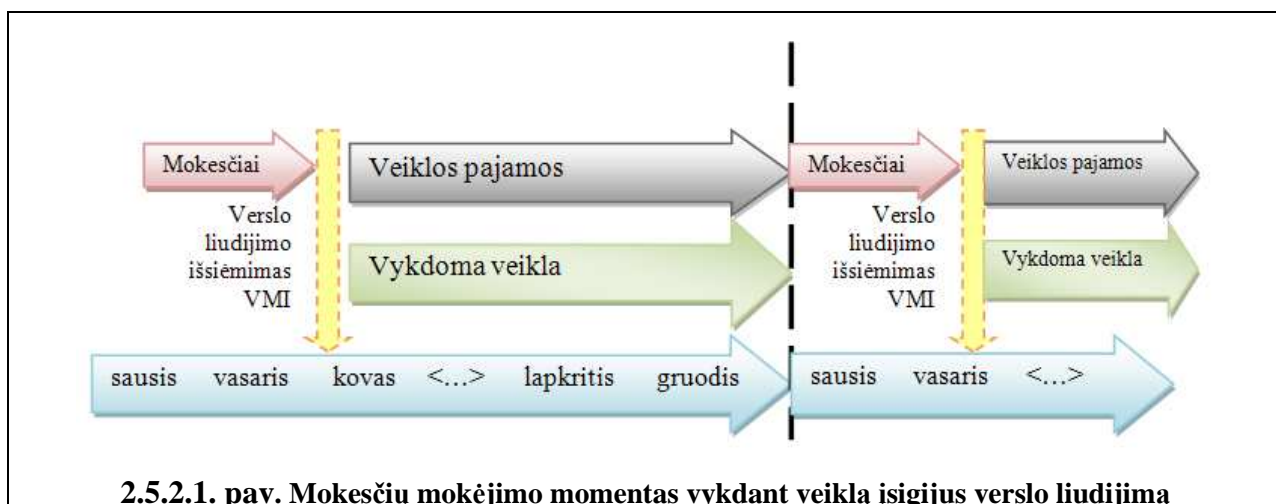 Mokesčiai
Veiklos pajamos
Mokesčiai
Veiklos pajamos
Verslo
liudijimo
išsiėmimas
VMI
Vykdoma veikla
Verslo
liudijimo
išsiėmimas
VMI
Vykdoma veikla
sausis vasaris kovas <...> lapkritis gruodis
sausis vasaris <...>
2.5.2.1. pav. Mokesčių mokėjimo momentas vykdant veiklą įsigijus verslo liudijimą